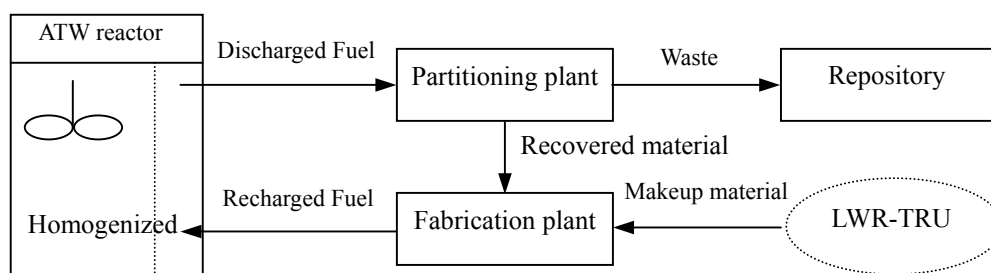 ATW reactor
Discharged Fuel
Partitioning plant
Waste
Repository
Recovered material
Homogenized
Recharged Fuel
Fabrication plant
Makeup material
LWR-TRU